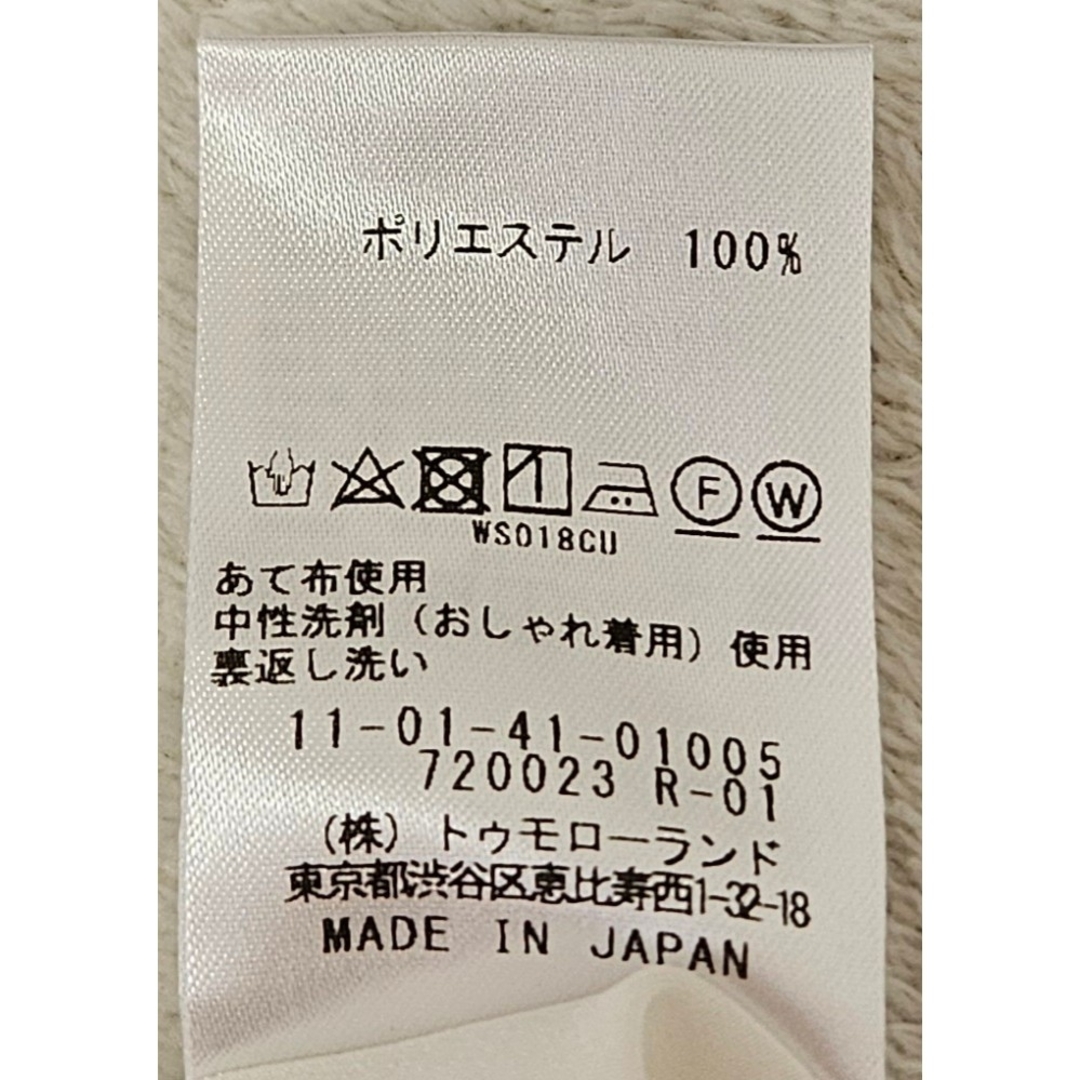 ポリエステル 100%
F W
WS018CU
あて布使用
中性洗剤（おしゃれ着用）使用
裏返し洗い
11-01-41-01005
720023 R-01
（株）トゥモローランド
東京都渋谷区恵比寿西1-32-18
MADE IN JAPAN